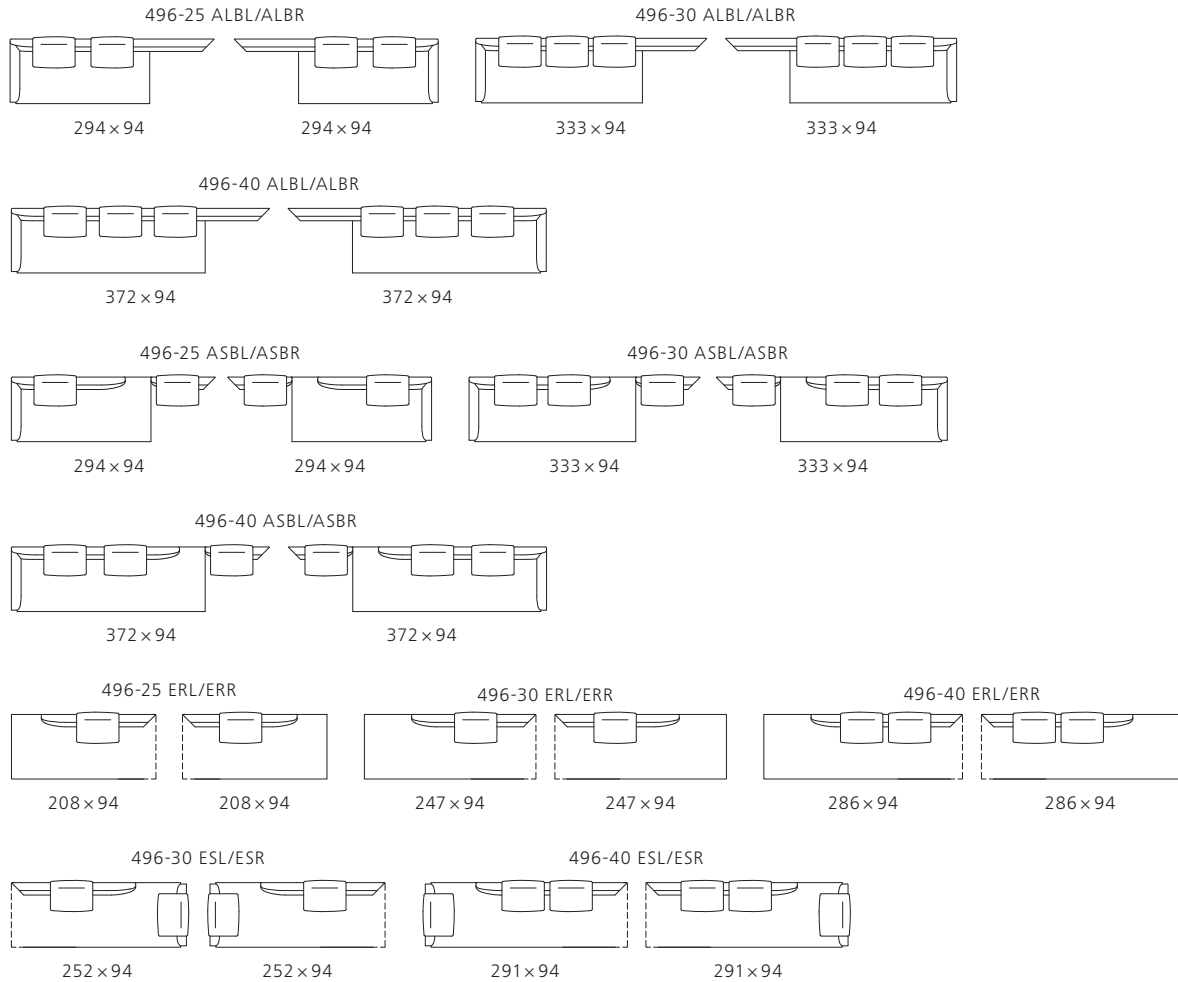 496-25 ALBL/ALBR
496-30 ALBL/ALBR
294 × 94
294 × 94
333 × 94
333 × 94
496-40 ALBL/ALBR
372 × 94
372 × 94
496-25 ASBL/ASBR
496-30 ASBL/ASBR
294 × 94
294 × 94
333 × 94
333 × 94
496-40 ASBL/ASBR
372 × 94
372 × 94
496-25 ERL/ERR
496-30 ERL/ERR
496-40 ERL/ERR
208 × 94
208 × 94
247 × 94
247 × 94
286 × 94
286 × 94
496-30 ESL/ESR
496-40 ESL/ESR
252 × 94
252 × 94
291 × 94
291 × 94